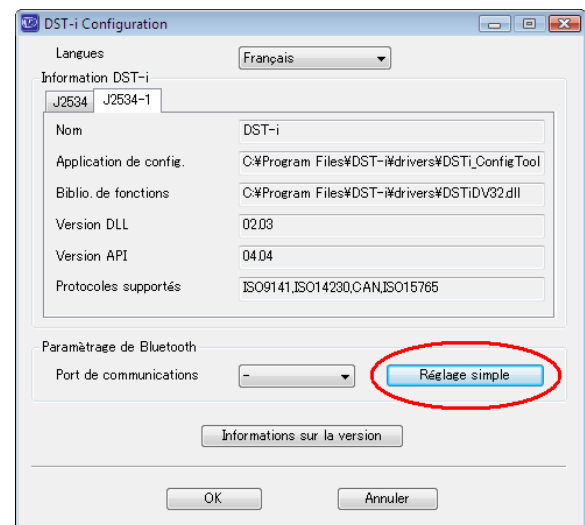 DST-i Configuration
Langues Français
Information DST-i
J2534 J2534-1
Nom DST-i
Application de config. C:¥Program Files¥DST-i¥drivers¥DSTi_ConfigTool
Biblio. de fonctions C:¥Program Files¥DST-i¥drivers¥DSTiDV32.dll
Version DLL 02.03
Version API 04.04
Protocoles supportés ISO9141,ISO14230,CAN,ISO15765
Paramètrage de Bluetooth
Port de communications - Réglage simple
Informations sur la version
OK Annuler